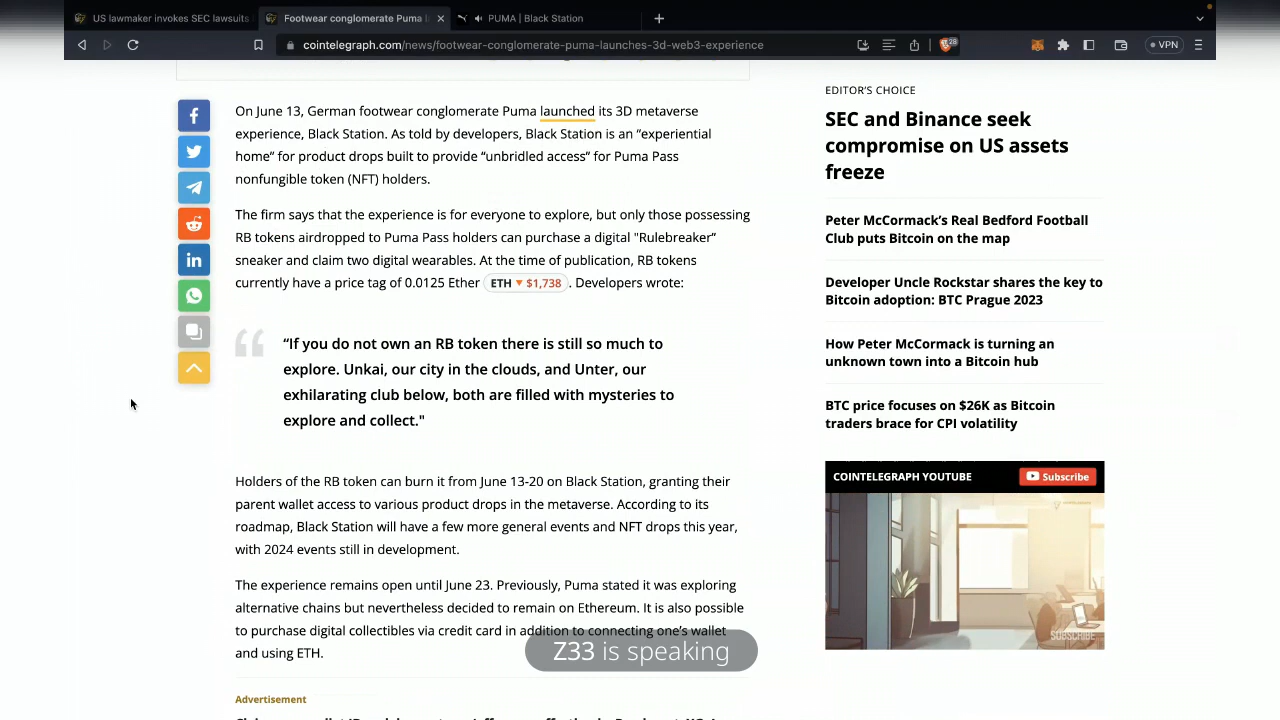 US lawmaker invokes SEC lawsuits
Footwear conglomerate Puma l
PUMA | Black Station
cointelegraph.com/news/footwear-conglomerate-puma-launches-3d-web3-experience
28
VPN
On June 13, German footwear conglomerate Puma launched its 3D metaverse
experience, Black Station. As told by developers, Black Station is an “experiential
home” for product drops built to provide “unbridled access” for Puma Pass
nonfungible token (NFT) holders.
The firm says that the experience is for everyone to explore, but only those possessing
RB tokens airdropped to Puma Pass holders can purchase a digital "Rulebreaker”
sneaker and claim two digital wearables. At the time of publication, RB tokens
currently have a price tag of 0.0125 Ether ETH ▼ $1,738 . Developers wrote:
“If you do not own an RB token there is still so much to
explore. Unkai, our city in the clouds, and Unter, our
exhilarating club below, both are filled with mysteries to
explore and collect."
Holders of the RB token can burn it from June 13-20 on Black Station, granting their
parent wallet access to various product drops in the metaverse. According to its
roadmap, Black Station will have a few more general events and NFT drops this year,
with 2024 events still in development.
The experience remains open until June 23. Previously, Puma stated it was exploring
alternative chains but nevertheless decided to remain on Ethereum. It is also possible
to purchase digital collectibles via credit card in addition to connecting one’s wallet
and using ETH.
Z33 is speaking
Advertisement
EDITOR’S CHOICE
SEC and Binance seek
compromise on US assets
freeze
Peter McCormack’s Real Bedford Football
Club puts Bitcoin on the map
Developer Uncle Rockstar shares the key to
Bitcoin adoption: BTC Prague 2023
How Peter McCormack is turning an
unknown town into a Bitcoin hub
BTC price focuses on $26K as Bitcoin
traders brace for CPI volatility
COINTELEGRAPH YOUTUBE
Subscribe
SUBSCRIBE